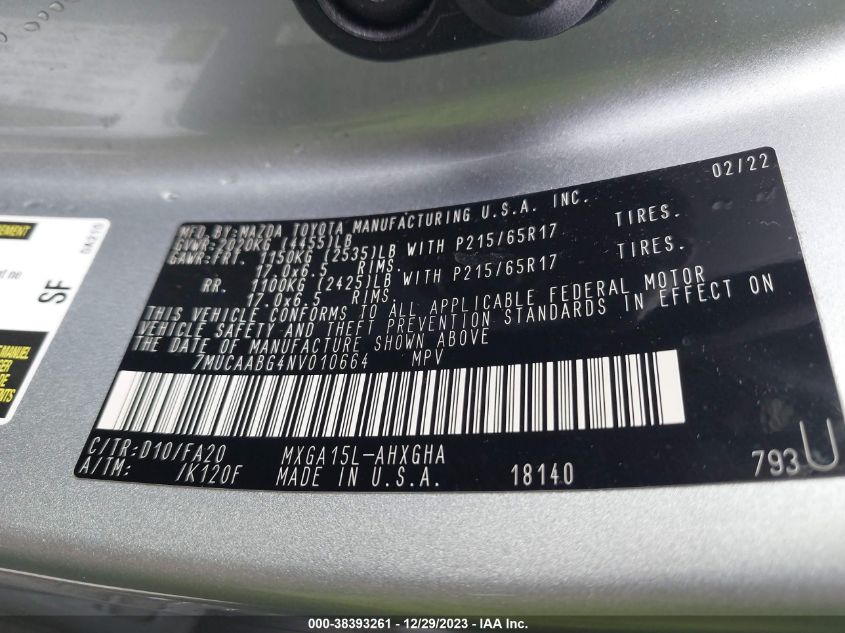 02/22
MFD. BY: MAZDA TOYOTA MANUFACTURING U.S.A. INC.
GVWR: 2020KG (4455)LB
GAWR: FRT. 1150KG (2535)LB WITH P215/65R17 TIRES.
17.0x6.5 RIMS.
RR. 1100KG (2425)LB WITH P215/65R17 TIRES.
17.0x6.5 RIMS.
THIS VEHICLE CONFORMS TO ALL APPLICABLE FEDERAL MOTOR
VEHICLE SAFETY AND THEFT PREVENTION STANDARDS IN EFFECT ON
THE DATE OF MANUFACTURE SHOWN ABOVE
7MUCAABG4NV010664 MPV
C/TR: D10/FA20 MXGA15L-AHXGHA
A/TM: /K120F MADE IN U.S.A. 18140 793U
0A210
SF
000-38393261 - 12/29/2023 - IAA Inc.